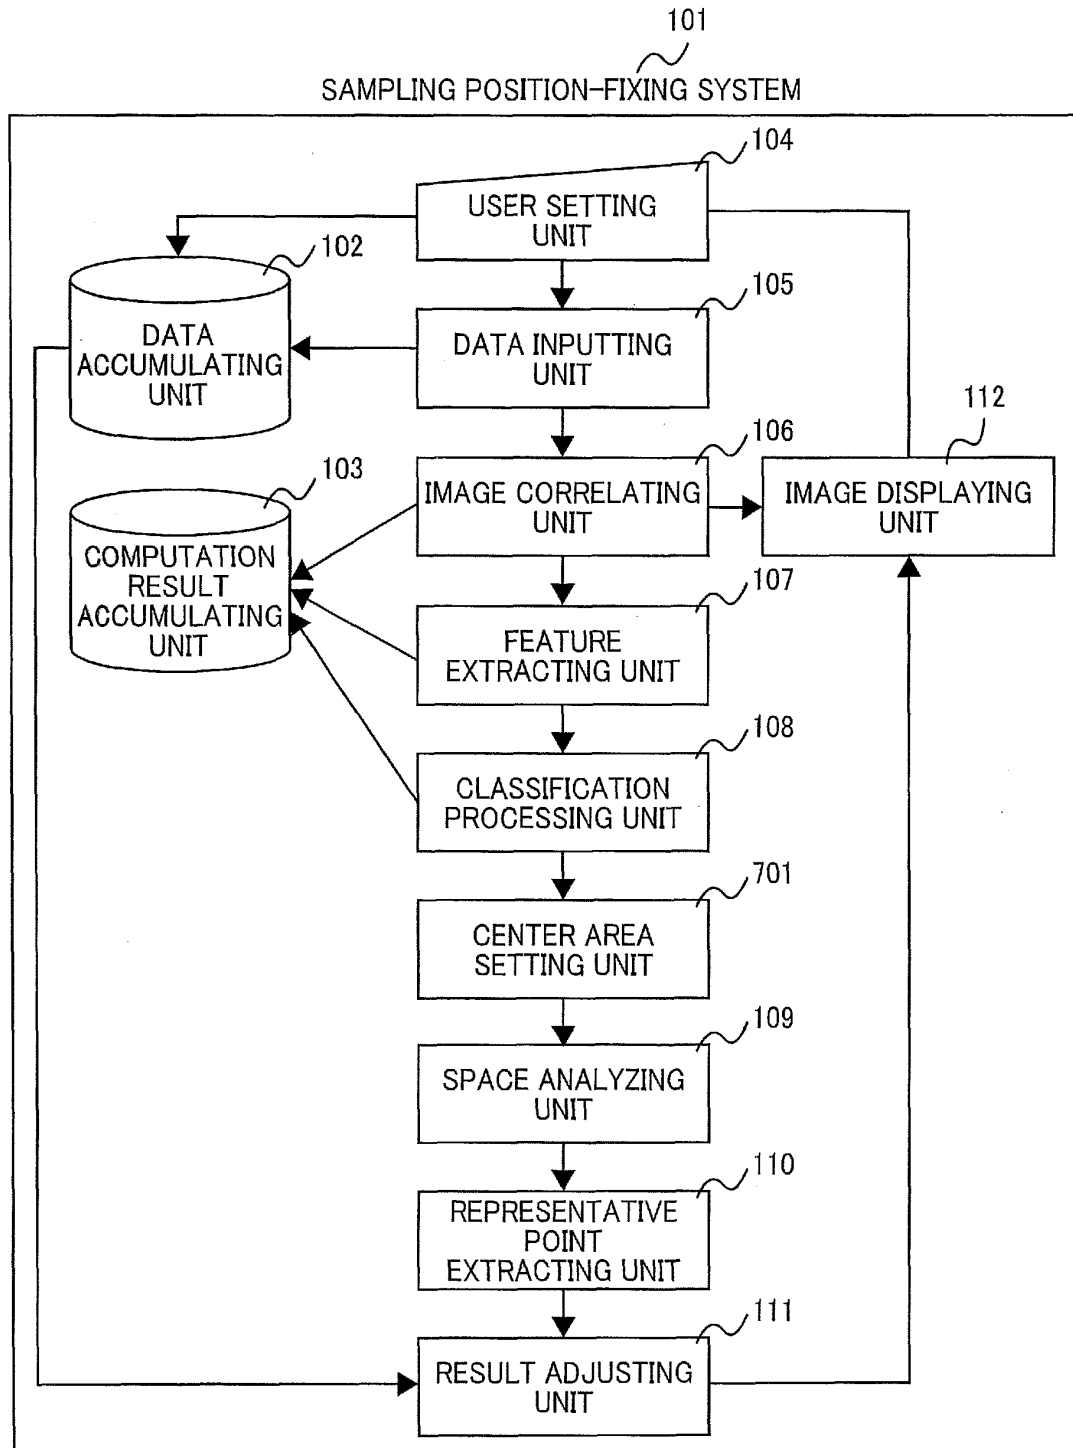 101
SAMPLING POSITION-FIXING SYSTEM
104
USER SETTING
UNIT
102
DATA
ACCUMULATING
UNIT
105
DATA INPUTTING
UNIT
112
IMAGE DISPLAYING
UNIT
106
IMAGE CORRELATING
UNIT
103
COMPUTATION
RESULT
ACCUMULATING
UNIT
107
FEATURE
EXTRACTING UNIT
108
CLASSIFICATION
PROCESSING UNIT
701
CENTER AREA
SETTING UNIT
109
SPACE ANALYZING
UNIT
110
REPRESENTATIVE
POINT
EXTRACTING UNIT
111
RESULT ADJUSTING
UNIT